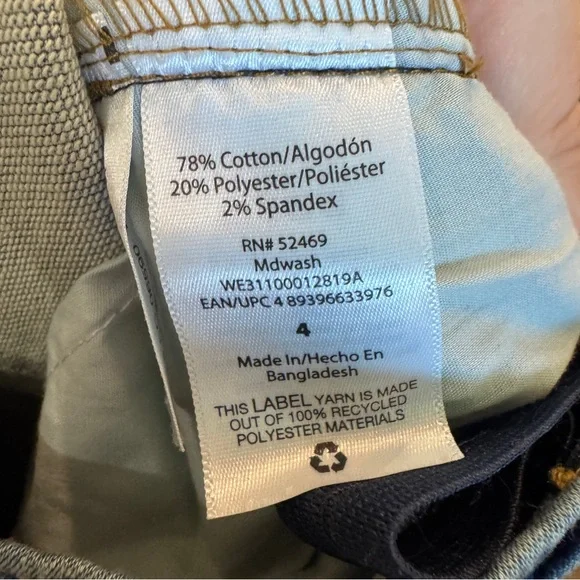 78% Cotton/Algodón
20% Polyester/Poliéster
2% Spandex
RN# 52469
Mdwash
WE31100012819A
EAN/UPC 4 89396633976
4
Made In/Hecho En
Bangladesh
THIS LABEL YARN IS MADE
OUT OF 100% RECYCLED
POLYESTER MATERIALS